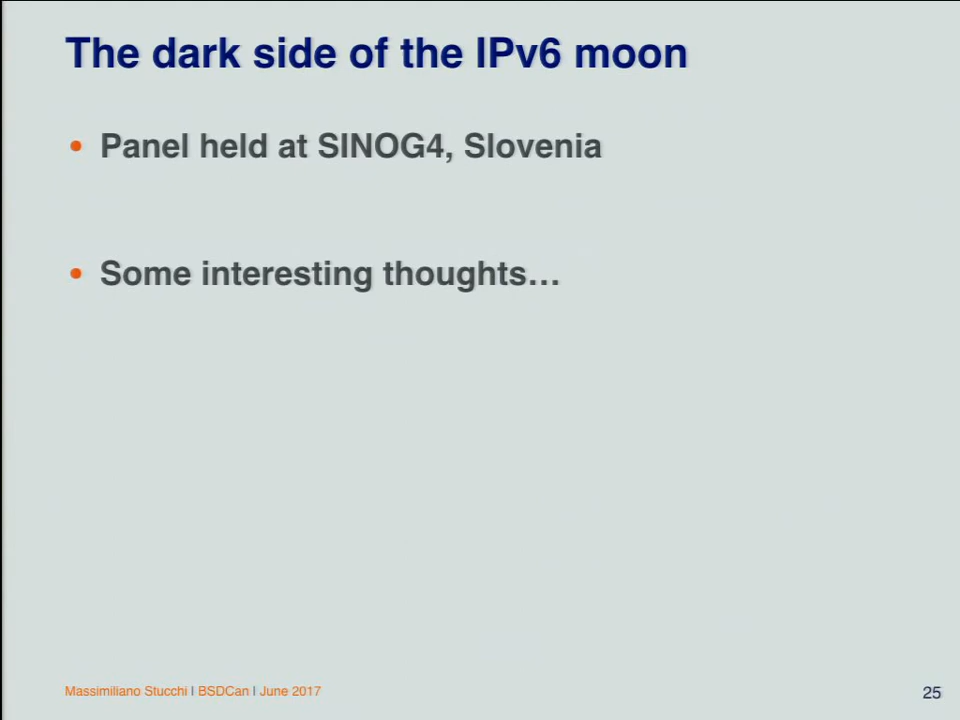 The dark side of the IPv6 moon
• Panel held at SINOG4, Slovenia
• Some interesting thoughts…
Massimiliano Stucchi | BSDCan | June 2017
25